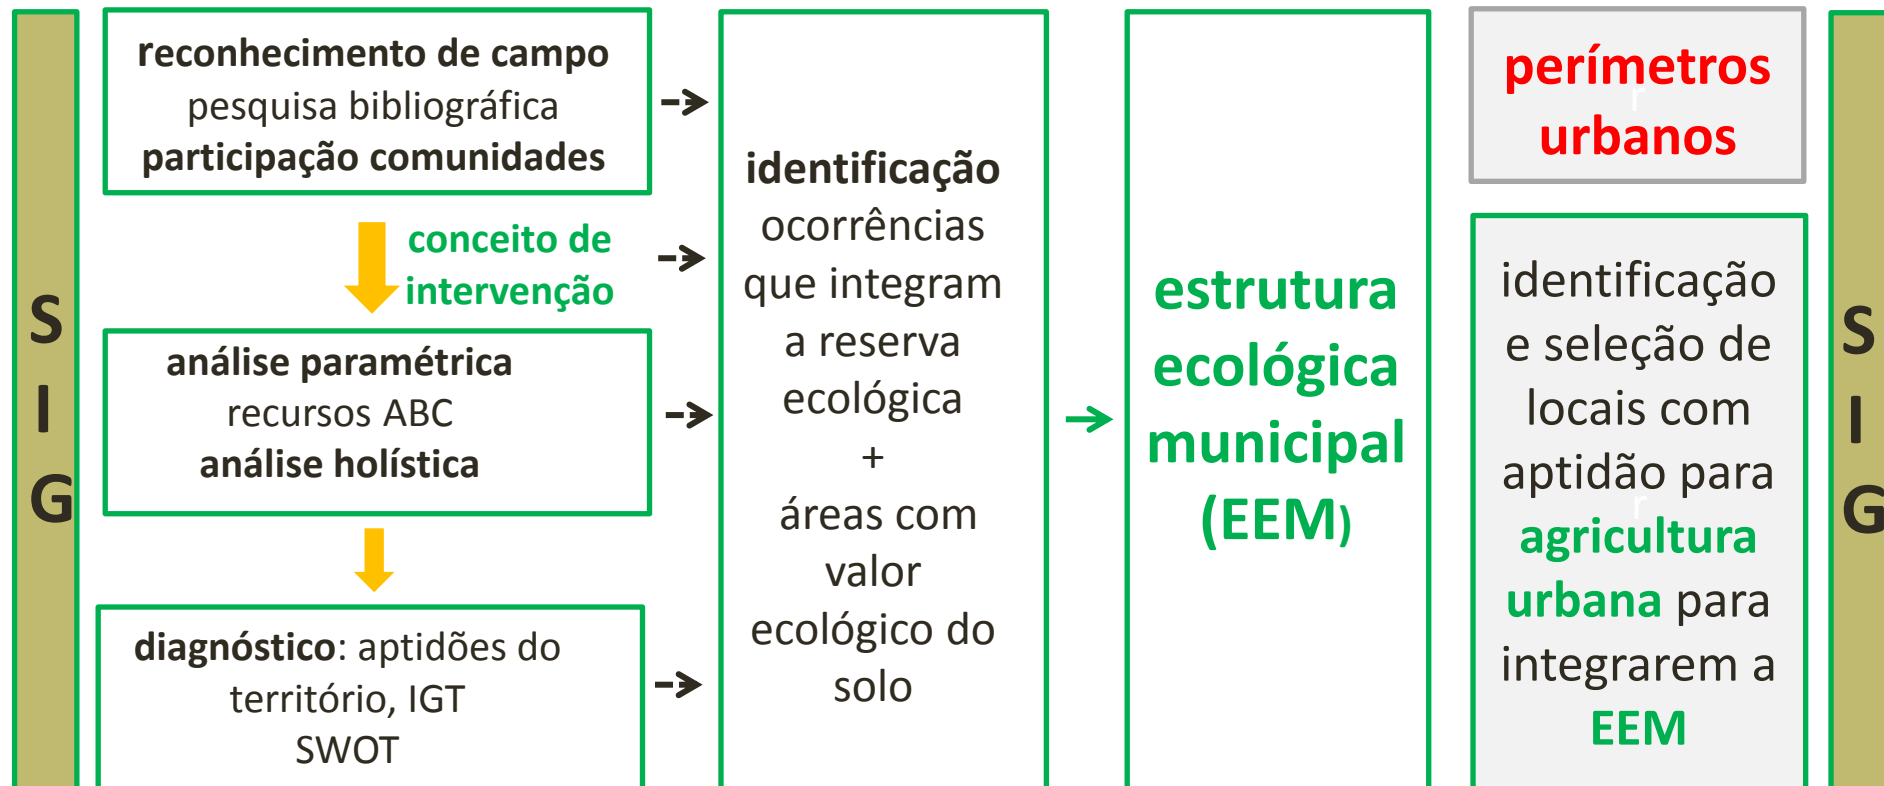 S
I
G
reconhecimento de campo
pesquisa bibliográfica
participação comunidades
conceito de
intervenção
análise paramétrica
recursos ABC
análise holística
diagnóstico: aptidões do
território, IGT
SWOT
identificação
ocorrências
que integram
a reserva
ecológica
+
áreas com
valor
ecológico do
solo
estrutura
ecológica
municipal
(EEM)
perímetros
r
urbanos
identificação
e seleção de
locais com
aptidão para
r
agricultura
urbana para
integrarem a
EEM
S
I
G